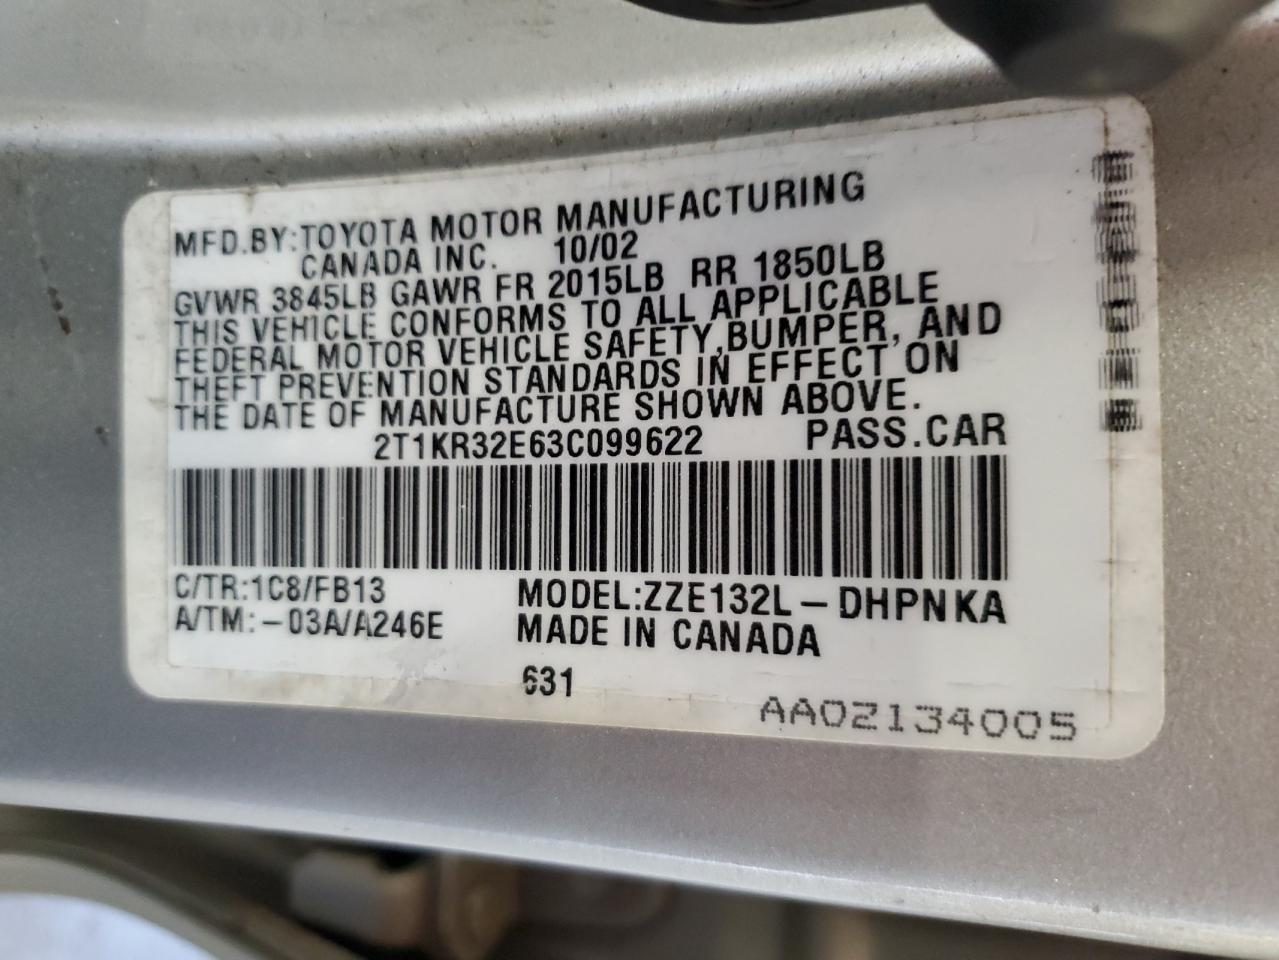 MFD.BY:TOYOTA MOTOR MANUFACTURING
CANADA INC. 10/02
GVWR 3845LB GAWR FR 2015LB RR 1850LB
THIS VEHICLE CONFORMS TO ALL APPLICABLE
FEDERAL MOTOR VEHICLE SAFETY,BUMPER, AND
THEFT PREVENTION STANDARDS IN EFFECT ON
THE DATE OF MANUFACTURE SHOWN ABOVE.
2T1KR32E63C099622 PASS.CAR
C/TR:1C8/FB13 MODEL:ZZE132L-DHPNKA
A/TM:-03A/A246E MADE IN CANADA
631
AA02134005